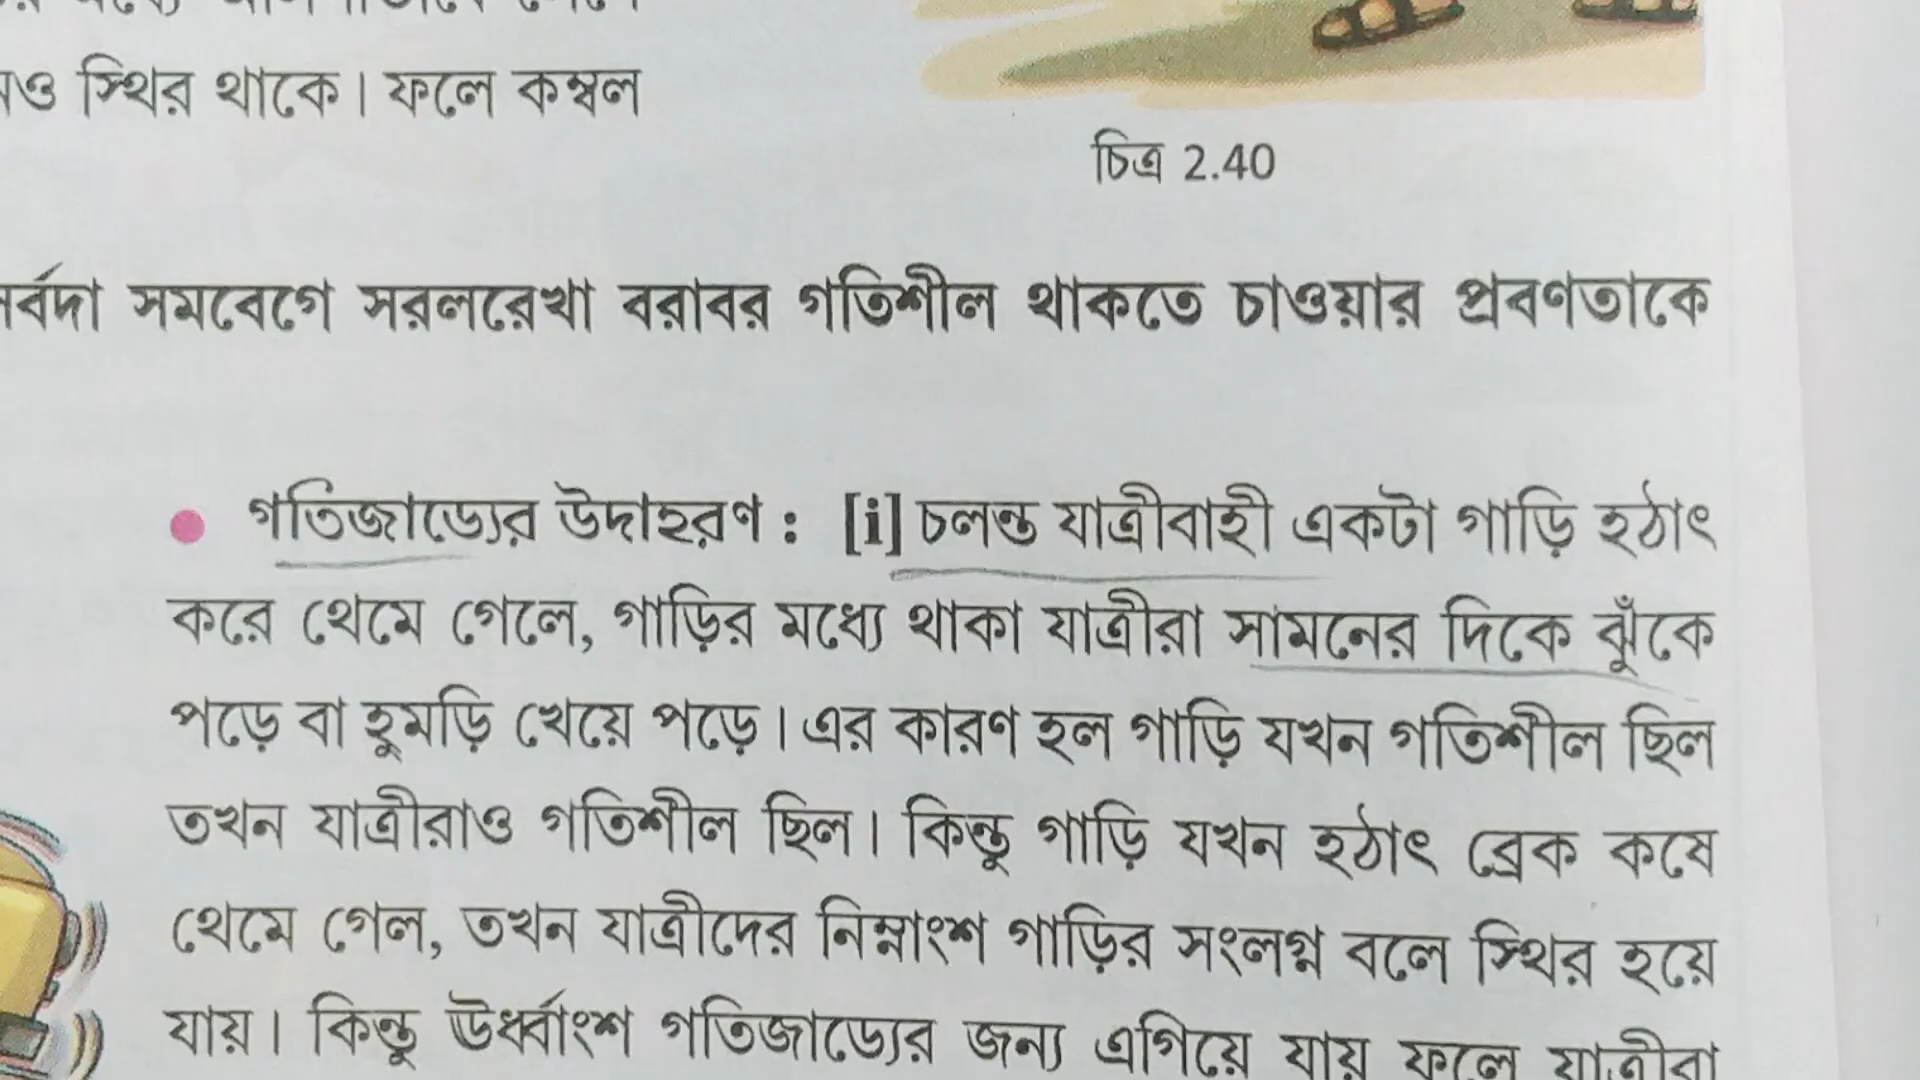 স্থির থাকে। ফলে কম্বল
চিত্র 2.40
সমবেগে সরলরেখা বরাবর গতিশীল থাকতে চাওয়ার প্রবণতাকে
• গতিজাড্যের উদাহরণ : [i] চলন্ত যাত্রীবাহী একটা গাড়ি হঠাৎ
করে থেমে গেলে, গাড়ির মধ্যে থাকা যাত্রীরা সামনের দিকে ঝুঁকে
পড়ে বা হুমড়ি খেয়ে পড়ে। এর কারণ হল গাড়ি যখন গতিশীল ছিল
তখন যাত্রীরাও গতিশীল ছিল। কিন্তু গাড়ি যখন হঠাৎ ব্রেক কষে
থেমে গেল, তখন যাত্রীদের নিম্নাংশ গাড়ির সংলগ্ন বলে স্থির হয়ে
যায়। কিন্তু ঊর্ধ্বাংশ গতিজাড্যের জন্য এগিয়ে যায় ফলে যাত্রীরা